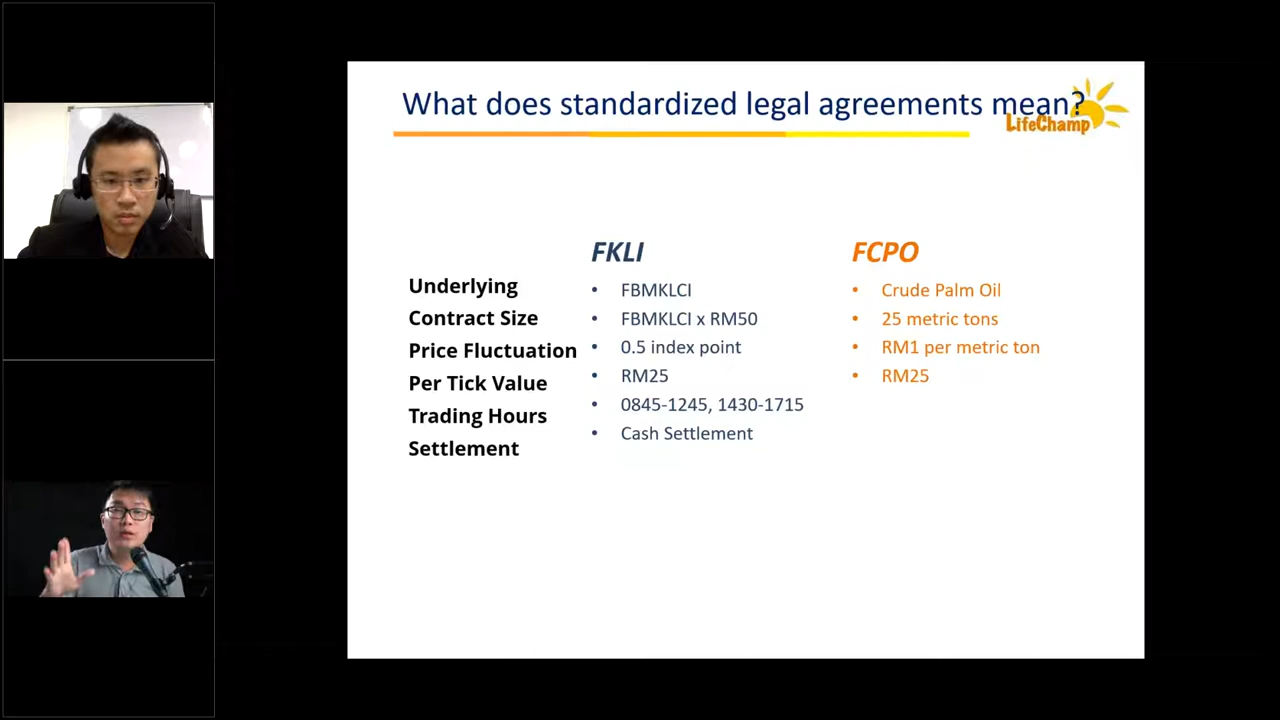 What does standardized legal agreements mean?
LifeChamp
FKLI
FCPO
Underlying
Contract Size
Price Fluctuation
Per Tick Value
Trading Hours
Settlement
• FBMKLCI
• FBMKLCI x RM50
• 0.5 index point
• RM25
• 0845-1245, 1430-1715
• Cash Settlement
• Crude Palm Oil
• 25 metric tons
• RM1 per metric ton
• RM25